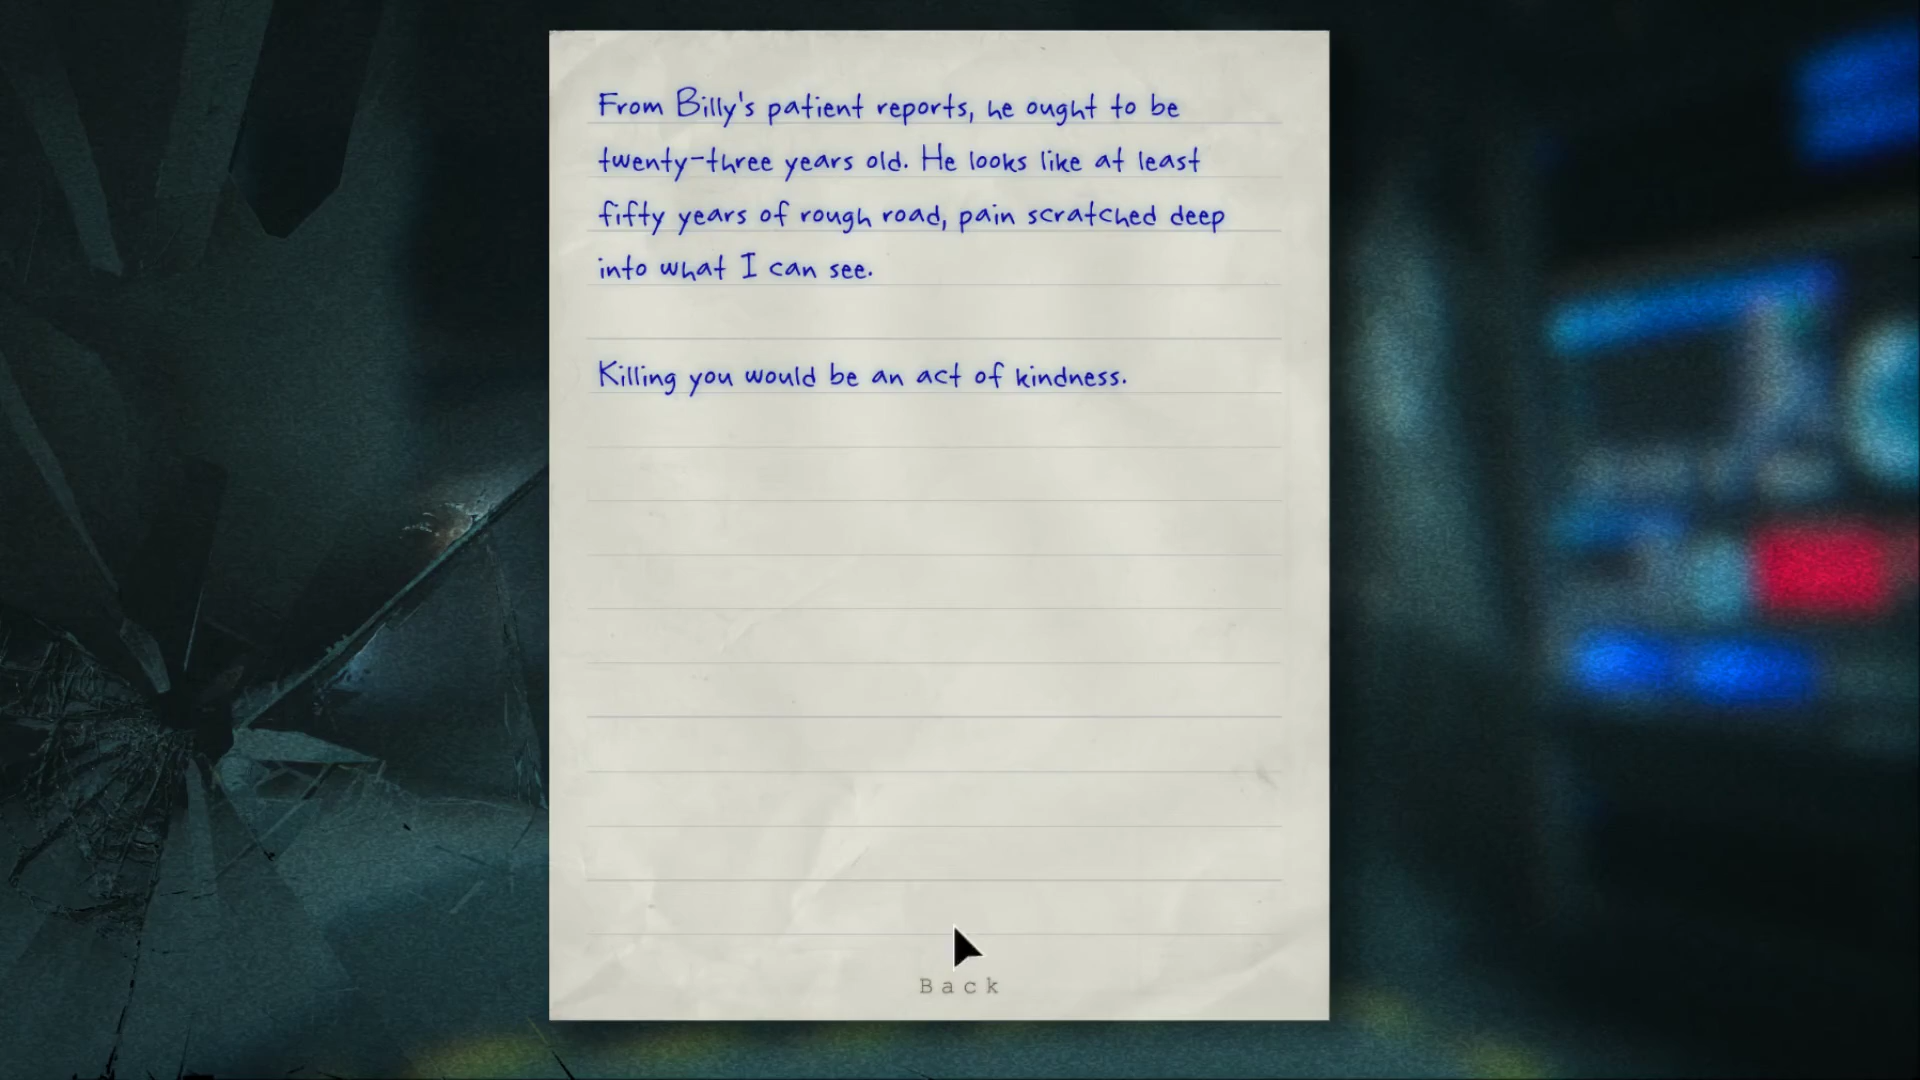 From Billy's patient reports, he ought to be
twenty-three years old. He looks like at least
fifty years of rough road, pain scratched deep
into what I can see.
Killing you would be an act of kindness.
Back